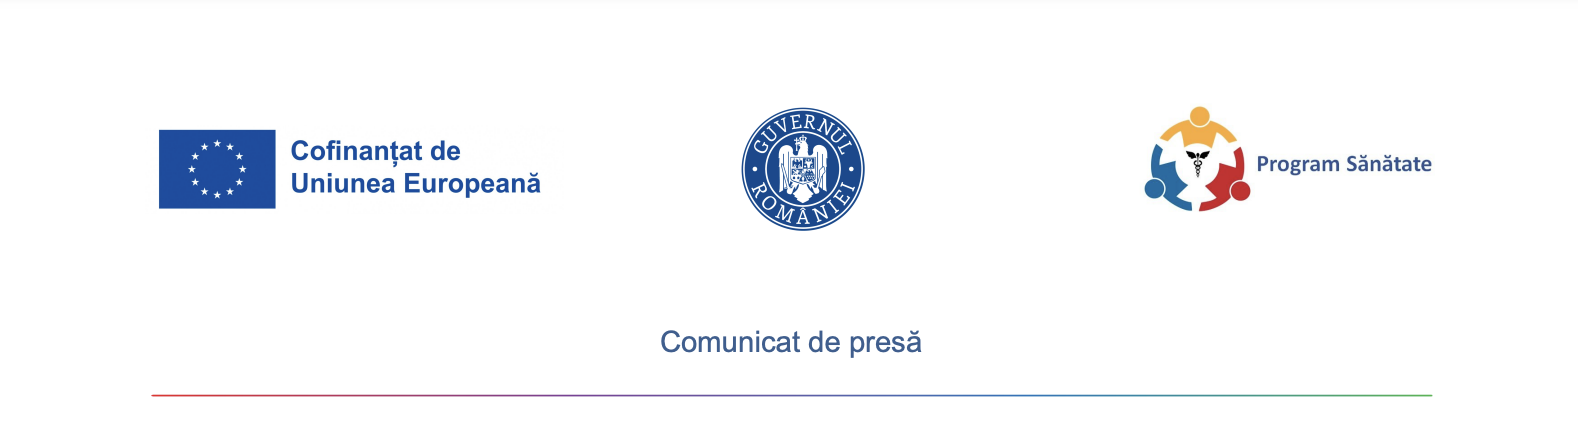 Cofinanțat de
Uniunea Europeană
GUVERNUL
ROMÂNIEI
Program Sănătate
Comunicat de presă